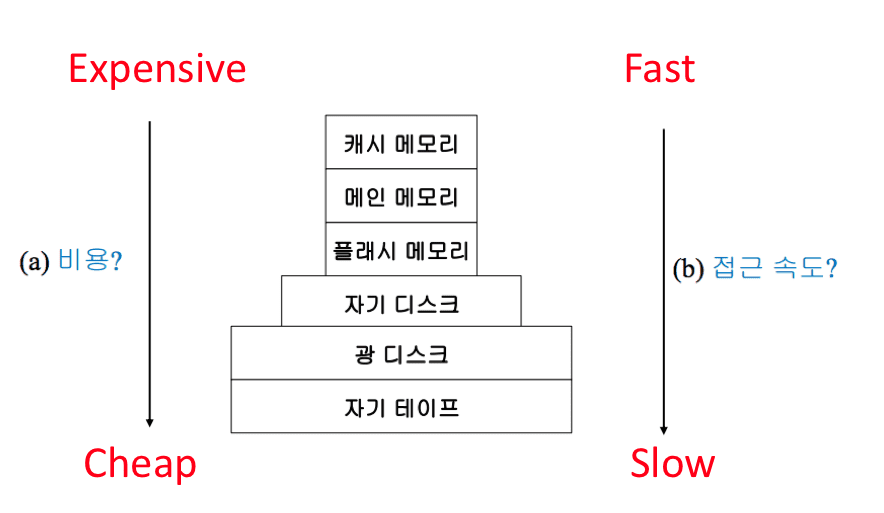 Expensive
Fast
캐시 메모리
메인 메모리
플래시 메모리
(a) 비용?
(b) 접근 속도?
자기 디스크
광 디스크
자기 테이프
Cheap
Slow